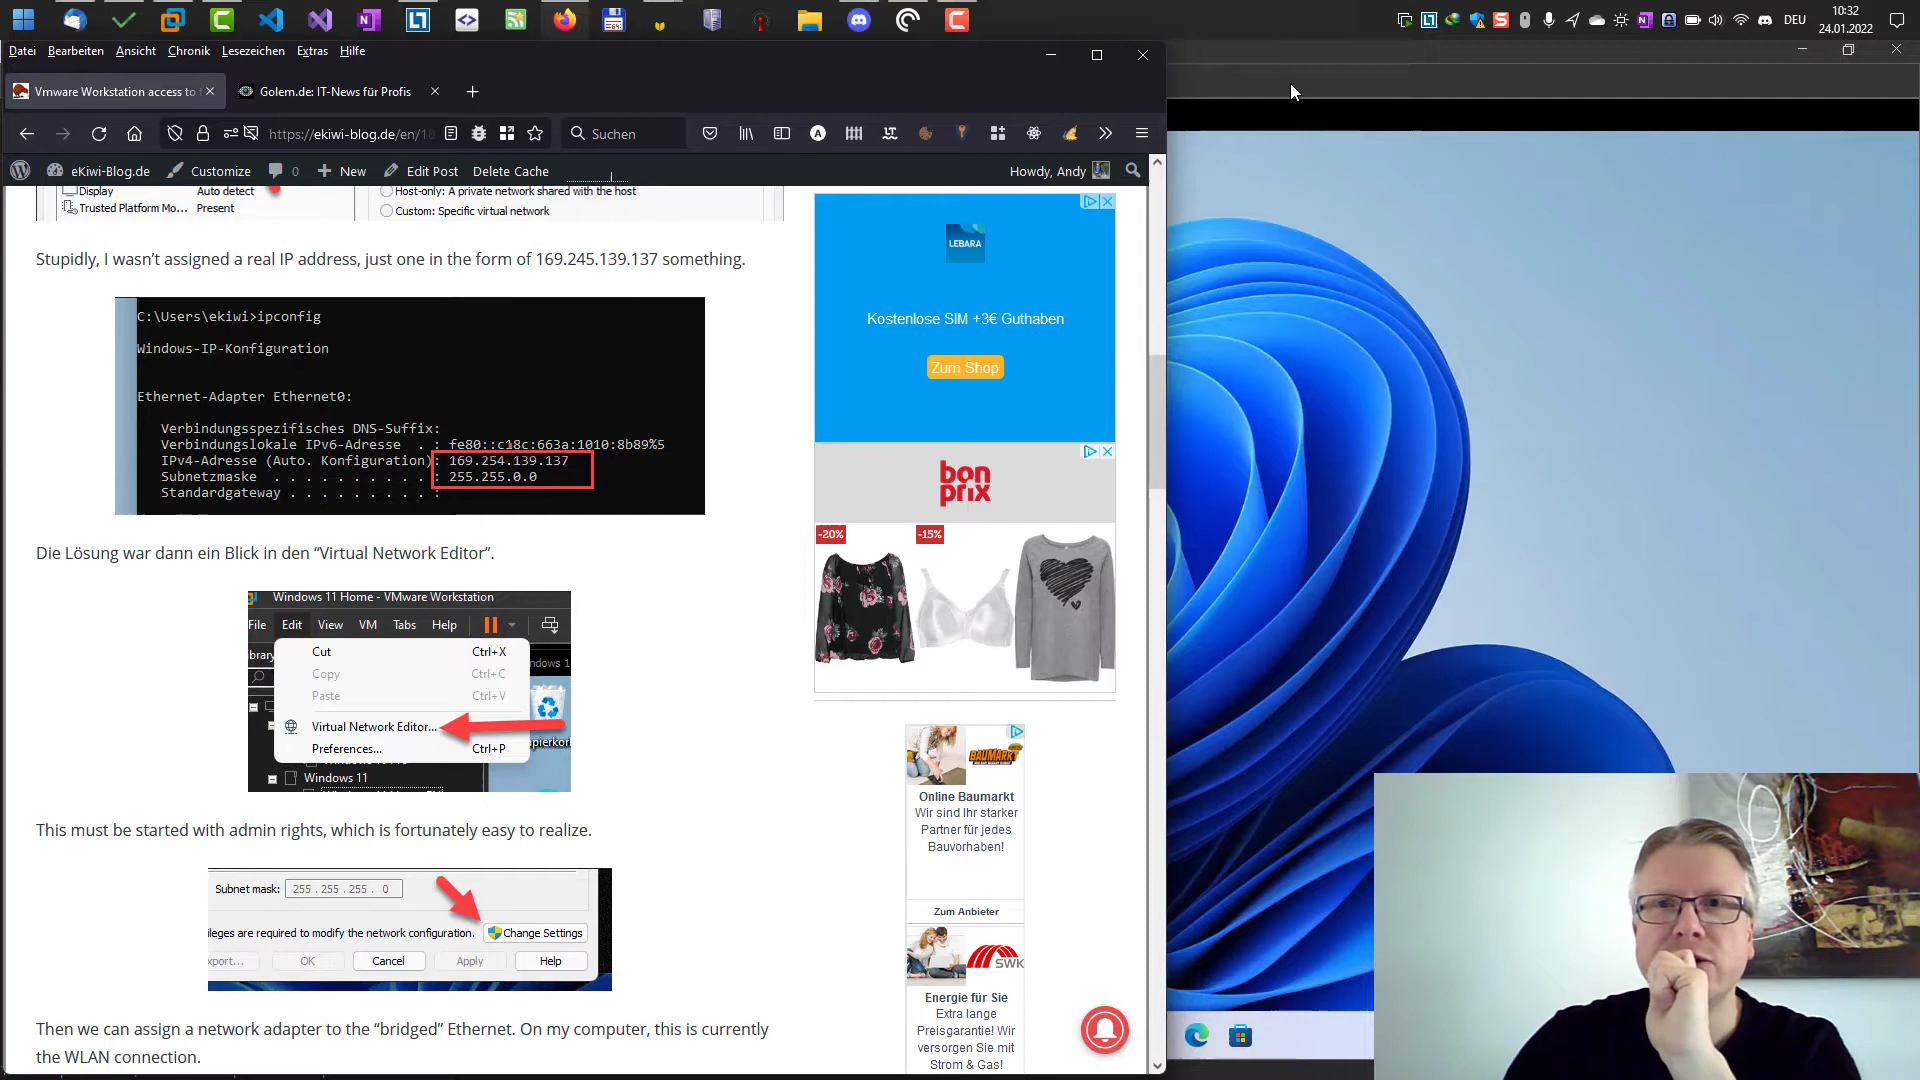 DEU
10:32
24.01.2022
Datei Bearbeiten Ansicht Chronik Lesezeichen Extras Hilfe
Vmware Workstation access to t
Golem.de: IT-News für Profis
https://ekiwi-blog.de/en/18
Suchen
eKiwi-Blog.de Customize 0 New Edit Post Delete Cache
Howdy, Andy
Display Auto detect
Host-only: A private network shared with the host
Trusted Platform Mo... Present
Custom: Specific virtual network
Stupidly, I wasn’t assigned a real IP address, just one in the form of 169.245.139.137 something.
C:\Users\ekiwi>ipconfig
Windows-IP-Konfiguration
Ethernet-Adapter Ethernet0:
Verbindungsspezifisches DNS-Suffix:
Verbindungslokale IPv6-Adresse . : fe80::c18c:663a:1010:8b89%5
IPv4-Adresse (Auto. Konfiguration): 169.254.139.137
Subnetzmaske . . . . . . . . . . : 255.255.0.0
Standardgateway . . . . . . . . . :
Die Lösung war dann ein Blick in den “Virtual Network Editor”.
Windows 11 Home - VMware Workstation
File Edit View VM Tabs Help
ibrary
Cut Ctrl+X
ndows 1
Copy Ctrl+C
Paste Ctrl+V
Virtual Network Editor...
apierkorl
Preferences... Ctrl+P
Windows 11
This must be started with admin rights, which is fortunately easy to realize.
Subnet mask: 255 . 255 . 255 . 0
ileges are required to modify the network configuration. Change Settings
xport... OK Cancel Apply Help
Then we can assign a network adapter to the “bridged” Ethernet. On my computer, this is currently
the WLAN connection.
LEBARA
Kostenlose SIM +3€ Guthaben
Zum Shop
bon
prix
-20%
-15%
BAUMARKT
Online Baumarkt
Wir sind Ihr starker
Partner für jedes
Bauvorhaben!
Zum Anbieter
SWK
Energie für Sie
Extra lange
Preisgarantie! Wir
versorgen Sie mit
Strom & Gas!